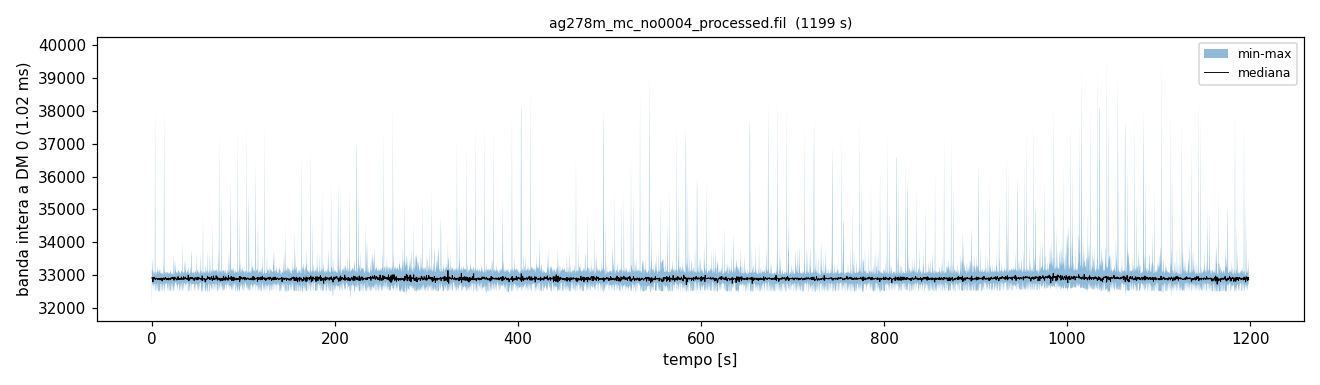 ag278m_mc_no0004_processed.fil (1199 s)
banda intera a DM 0 (1.02 ms)
40000
39000
38000
37000
36000
35000
34000
33000
32000
min-max
mediana
0 200 400 600 800 1000 1200
tempo [s]